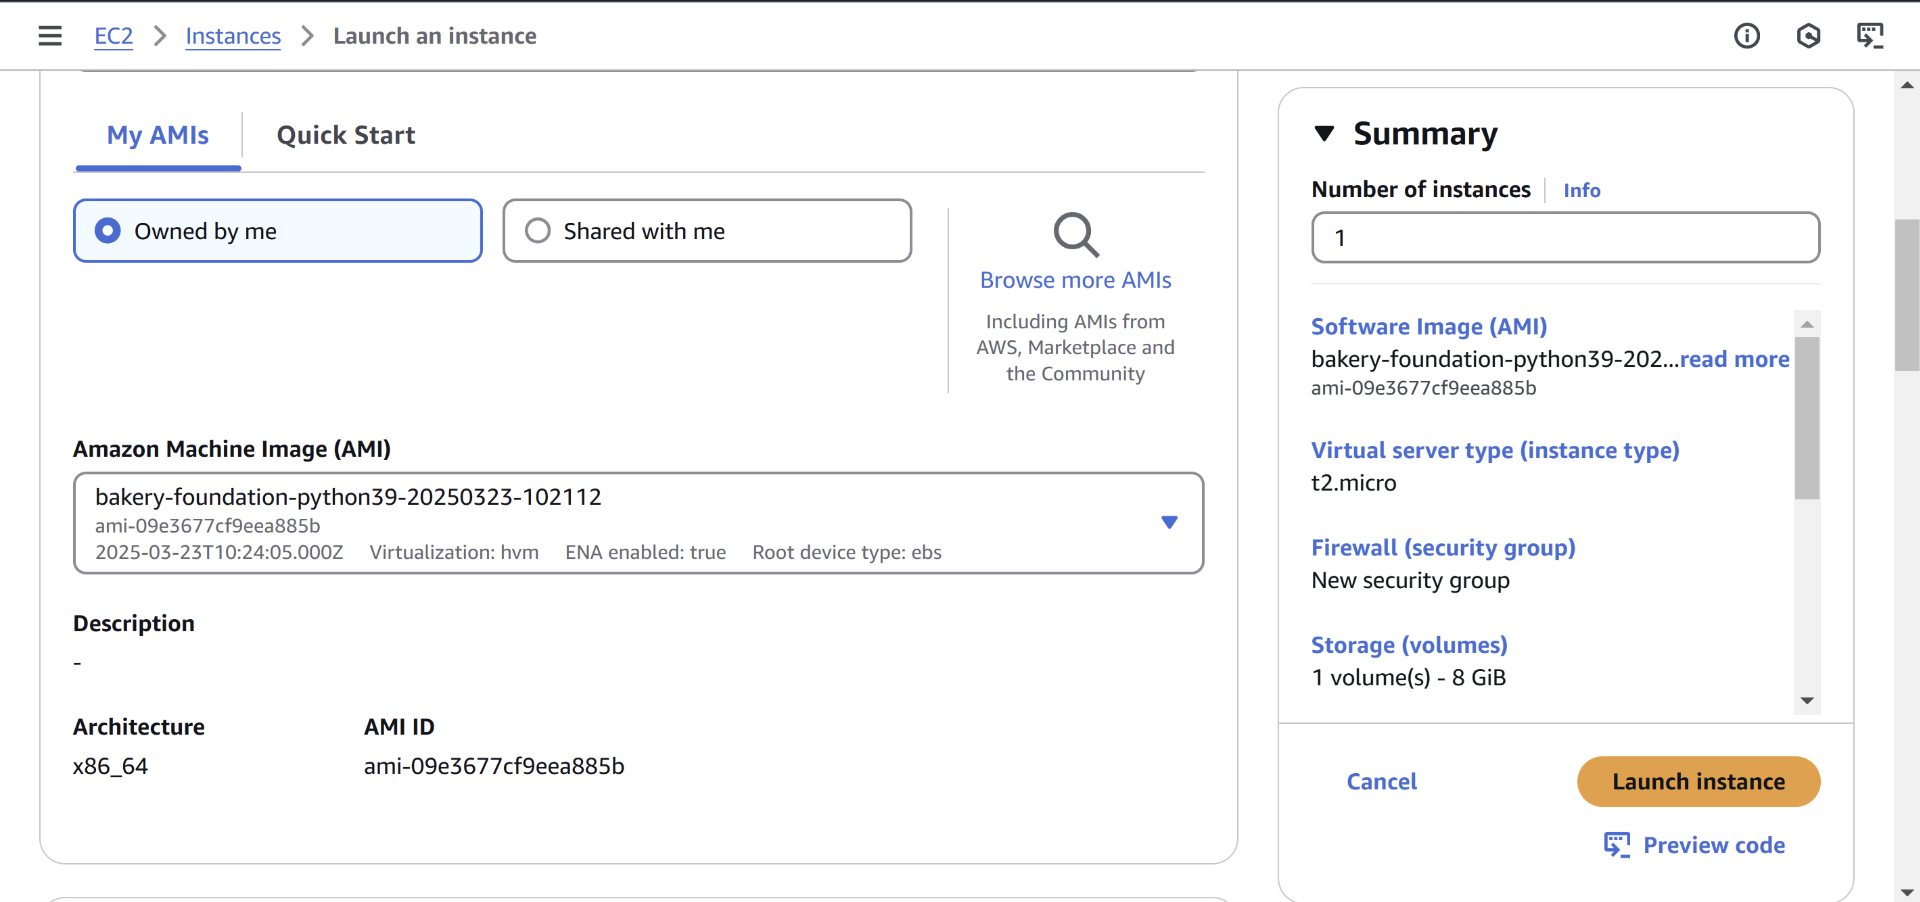 EC2 > Instances > Launch an instance
My AMIs
Quick Start
Owned by me
Shared with me
Browse more AMIs
Including AMIs from
AWS, Marketplace and
the Community
Amazon Machine Image (AMI)
bakery-foundation-python39-20250323-102112
ami-09e3677cf9eea885b
2025-03-23T10:24:05.000Z Virtualization: hvm ENA enabled: true Root device type: ebs
Description
-
Architecture
x86_64
AMI ID
ami-09e3677cf9eea885b
Summary
Number of instances
Info
1
Software Image (AMI)
bakery-foundation-python39-202...read more
ami-09e3677cf9eea885b
Virtual server type (instance type)
t2.micro
Firewall (security group)
New security group
Storage (volumes)
1 volume(s) - 8 GiB
Cancel
Launch instance
Preview code